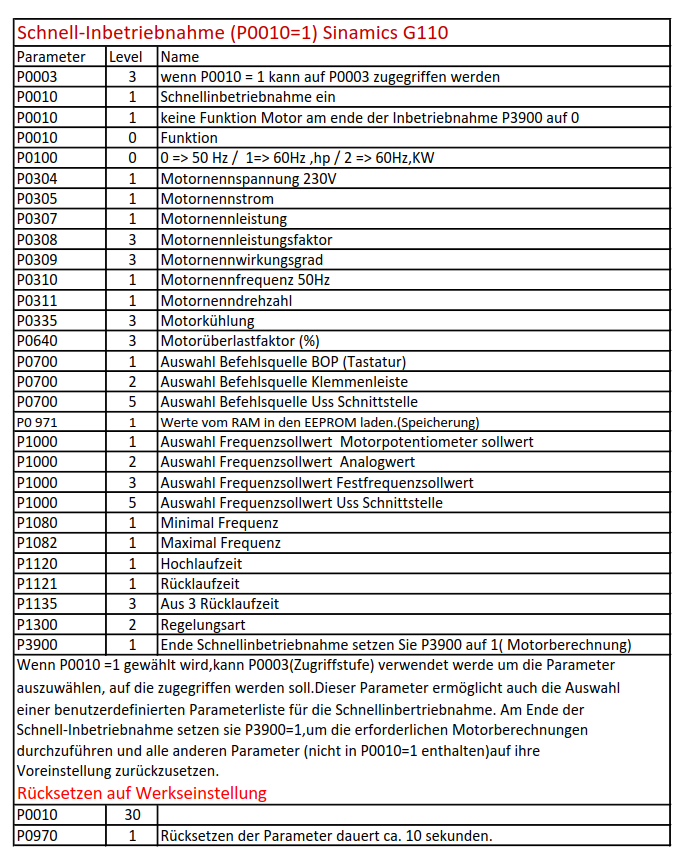 Schnell-Inbetriebnahme (P0010=1) Sinamics G110
Parameter Level Name
P0003 3 wenn P0010 = 1 kann auf P0003 zugegriffen werden
P0010 1 Schnellinbetriebnahme ein
P0010 1 keine Funktion Motor am ende der Inbetriebnahme P3900 auf 0
P0010 0 Funktion
P0100 0 0 => 50 Hz / 1=> 60Hz ,hp / 2 => 60Hz,KW
P0304 1 Motornennspannung 230V
P0305 1 Motornennstrom
P0307 1 Motornennleistung
P0308 3 Motornennleistungsfaktor
P0309 3 Motornennwirkungsgrad
P0310 1 Motornennfrequenz 50Hz
P0311 1 Motornenndrehzahl
P0335 3 Motorkühlung
P0640 3 Motorüberlastfaktor (%)
P0700 1 Auswahl Befehlsquelle BOP (Tastatur)
P0700 2 Auswahl Befehlsquelle Klemmenleiste
P0700 5 Auswahl Befehlsquelle Uss Schnittstelle
P0 971 1 Werte vom RAM in den EEPROM laden.(Speicherung)
P1000 1 Auswahl Frequenzsollwert Motorpotentiometer sollwert
P1000 2 Auswahl Frequenzsollwert Analogwert
P1000 3 Auswahl Frequenzsollwert Festfrequenzsollwert
P1000 5 Auswahl Frequenzsollwert Uss Schnittstelle
P1080 1 Minimal Frequenz
P1082 1 Maximal Frequenz
P1120 1 Hochlaufzeit
P1121 1 Rücklaufzeit
P1135 3 Aus 3 Rücklaufzeit
P1300 2 Regelungsart
P3900 1 Ende Schnellinbetriebnahme setzen Sie P3900 auf 1( Motorberechnung)
Wenn P0010 =1 gewählt wird,kann P0003(Zugriffstufe) verwendet werde um die Parameter
auszuwählen, auf die zugegriffen werden soll.Dieser Parameter ermöglicht auch die Auswahl
einer benutzerdefinierten Parameterliste für die Schnellinbertriebnahme. Am Ende der
Schnell-Inbetriebnahme setzen sie P3900=1,um die erforderlichen Motorberechnungen
durchzuführen und alle anderen Parameter (nicht in P0010=1 enthalten)auf ihre
Voreinstellung zurückzusetzen.
Rücksetzen auf Werkseinstellung
P0010 30
P0970 1 Rücksetzen der Parameter dauert ca. 10 sekunden.